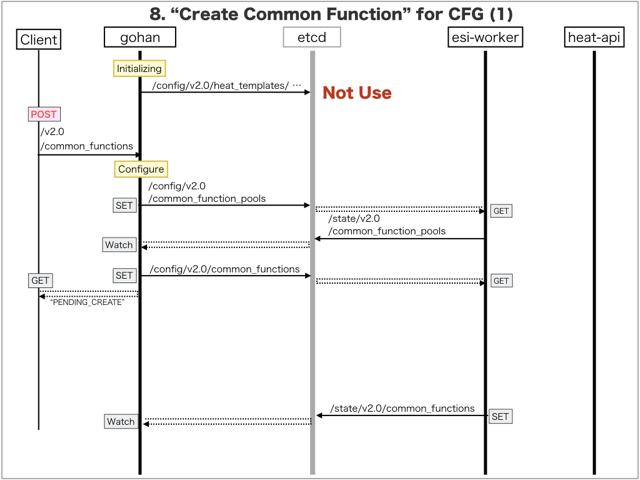 8. “Create Common Function” for CFG (1)
Client
gohan
etcd
esi-worker
heat-api
Initializing
/config/v2.0/heat_templates/ …
Not Use
POST
/v2.0
/common_functions
Configure
/config/v2.0
/common_function_pools
SET
GET
/state/v2.0
/common_function_pools
Watch
/config/v2.0/common_functions
SET
GET
GET
“PENDING_CREATE”
/state/v2.0/common_functions
SET
Watch